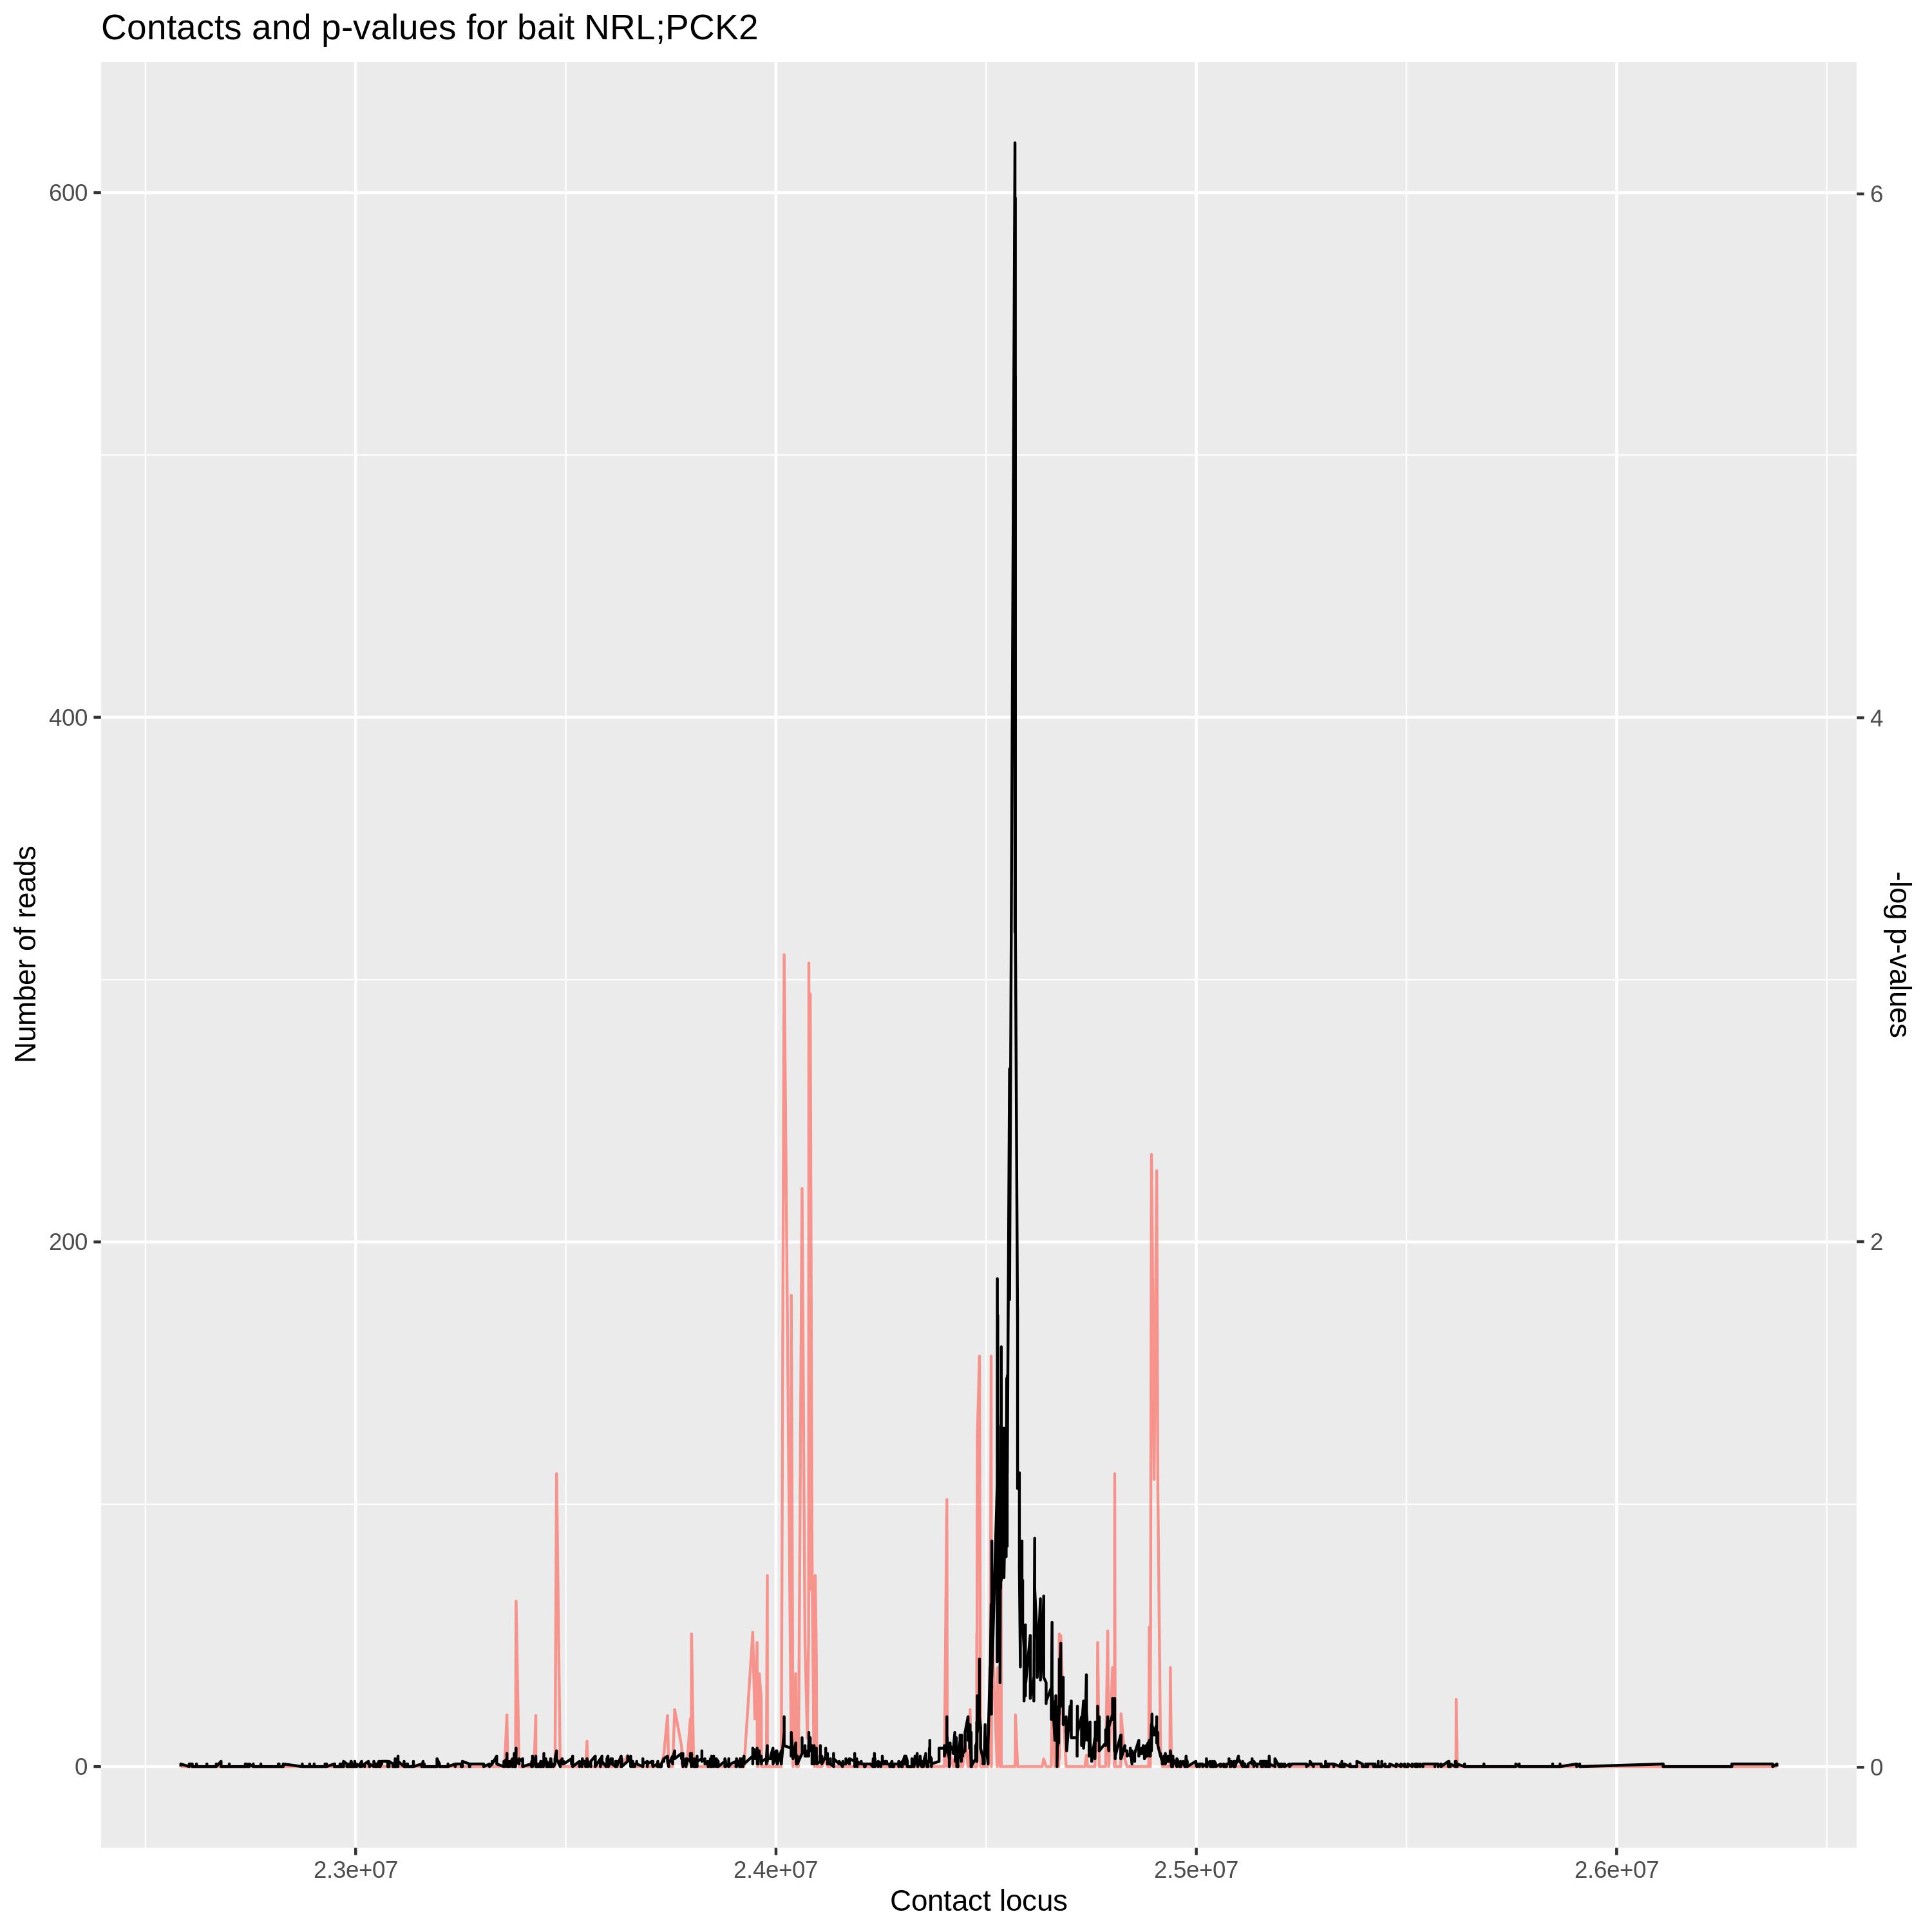 Contacts and p-values for bait NRL;PCK2
600
400
200
0
Number of reads
6
4
2
0
-log p-values
2.3e+07
2.4e+07
2.5e+07
2.6e+07
Contact locus